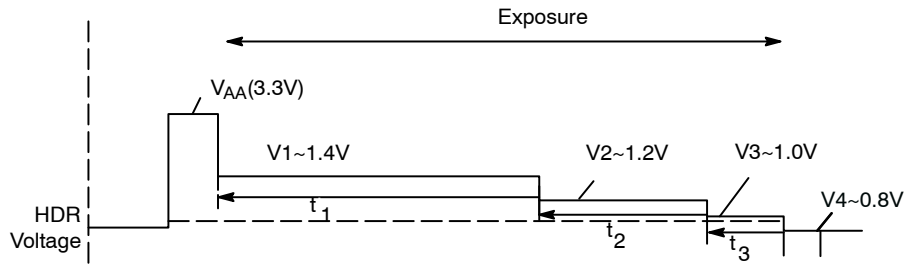 Exposure
VAA(3.3V)
V1~1.4V
V2~1.2V
V3~1.0V
V4~0.8V
HDR
Voltage
t1
t2
t3